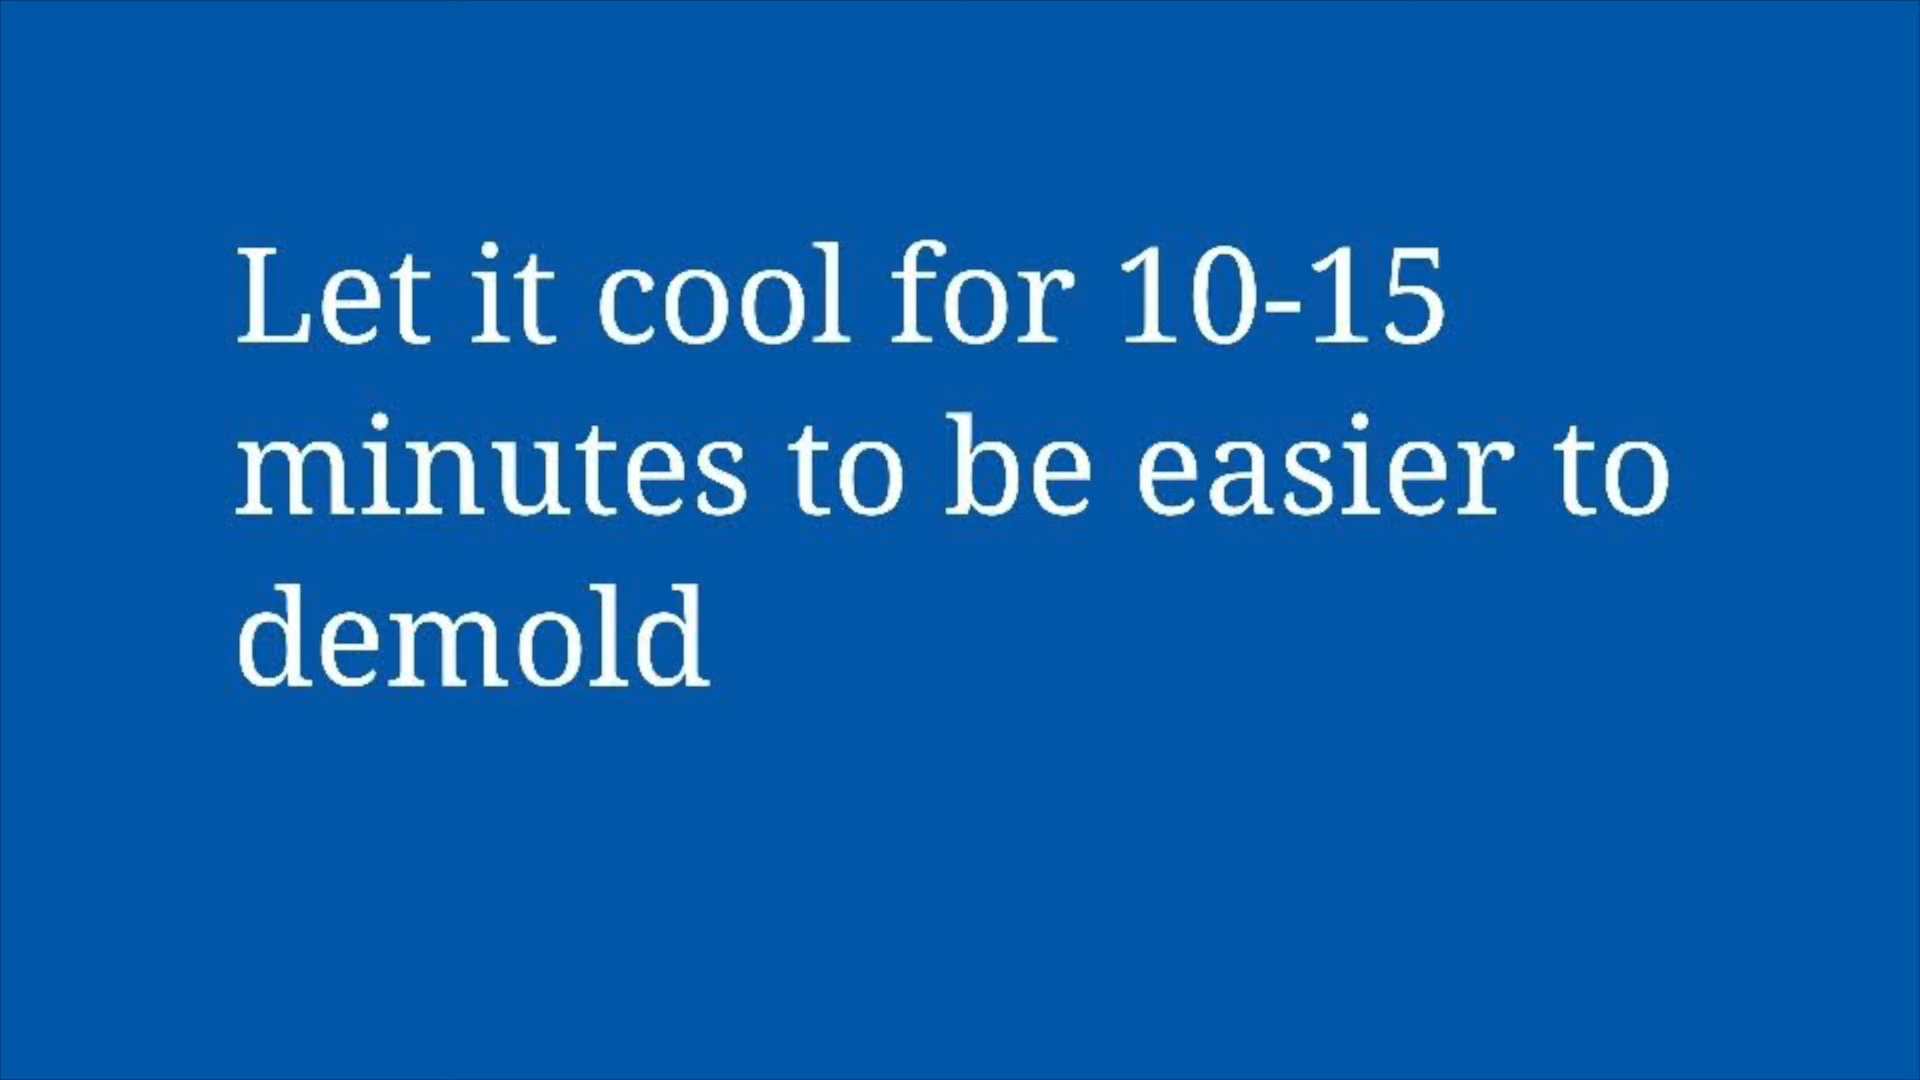 Let it cool for 10-15
minutes to be easier to
demold